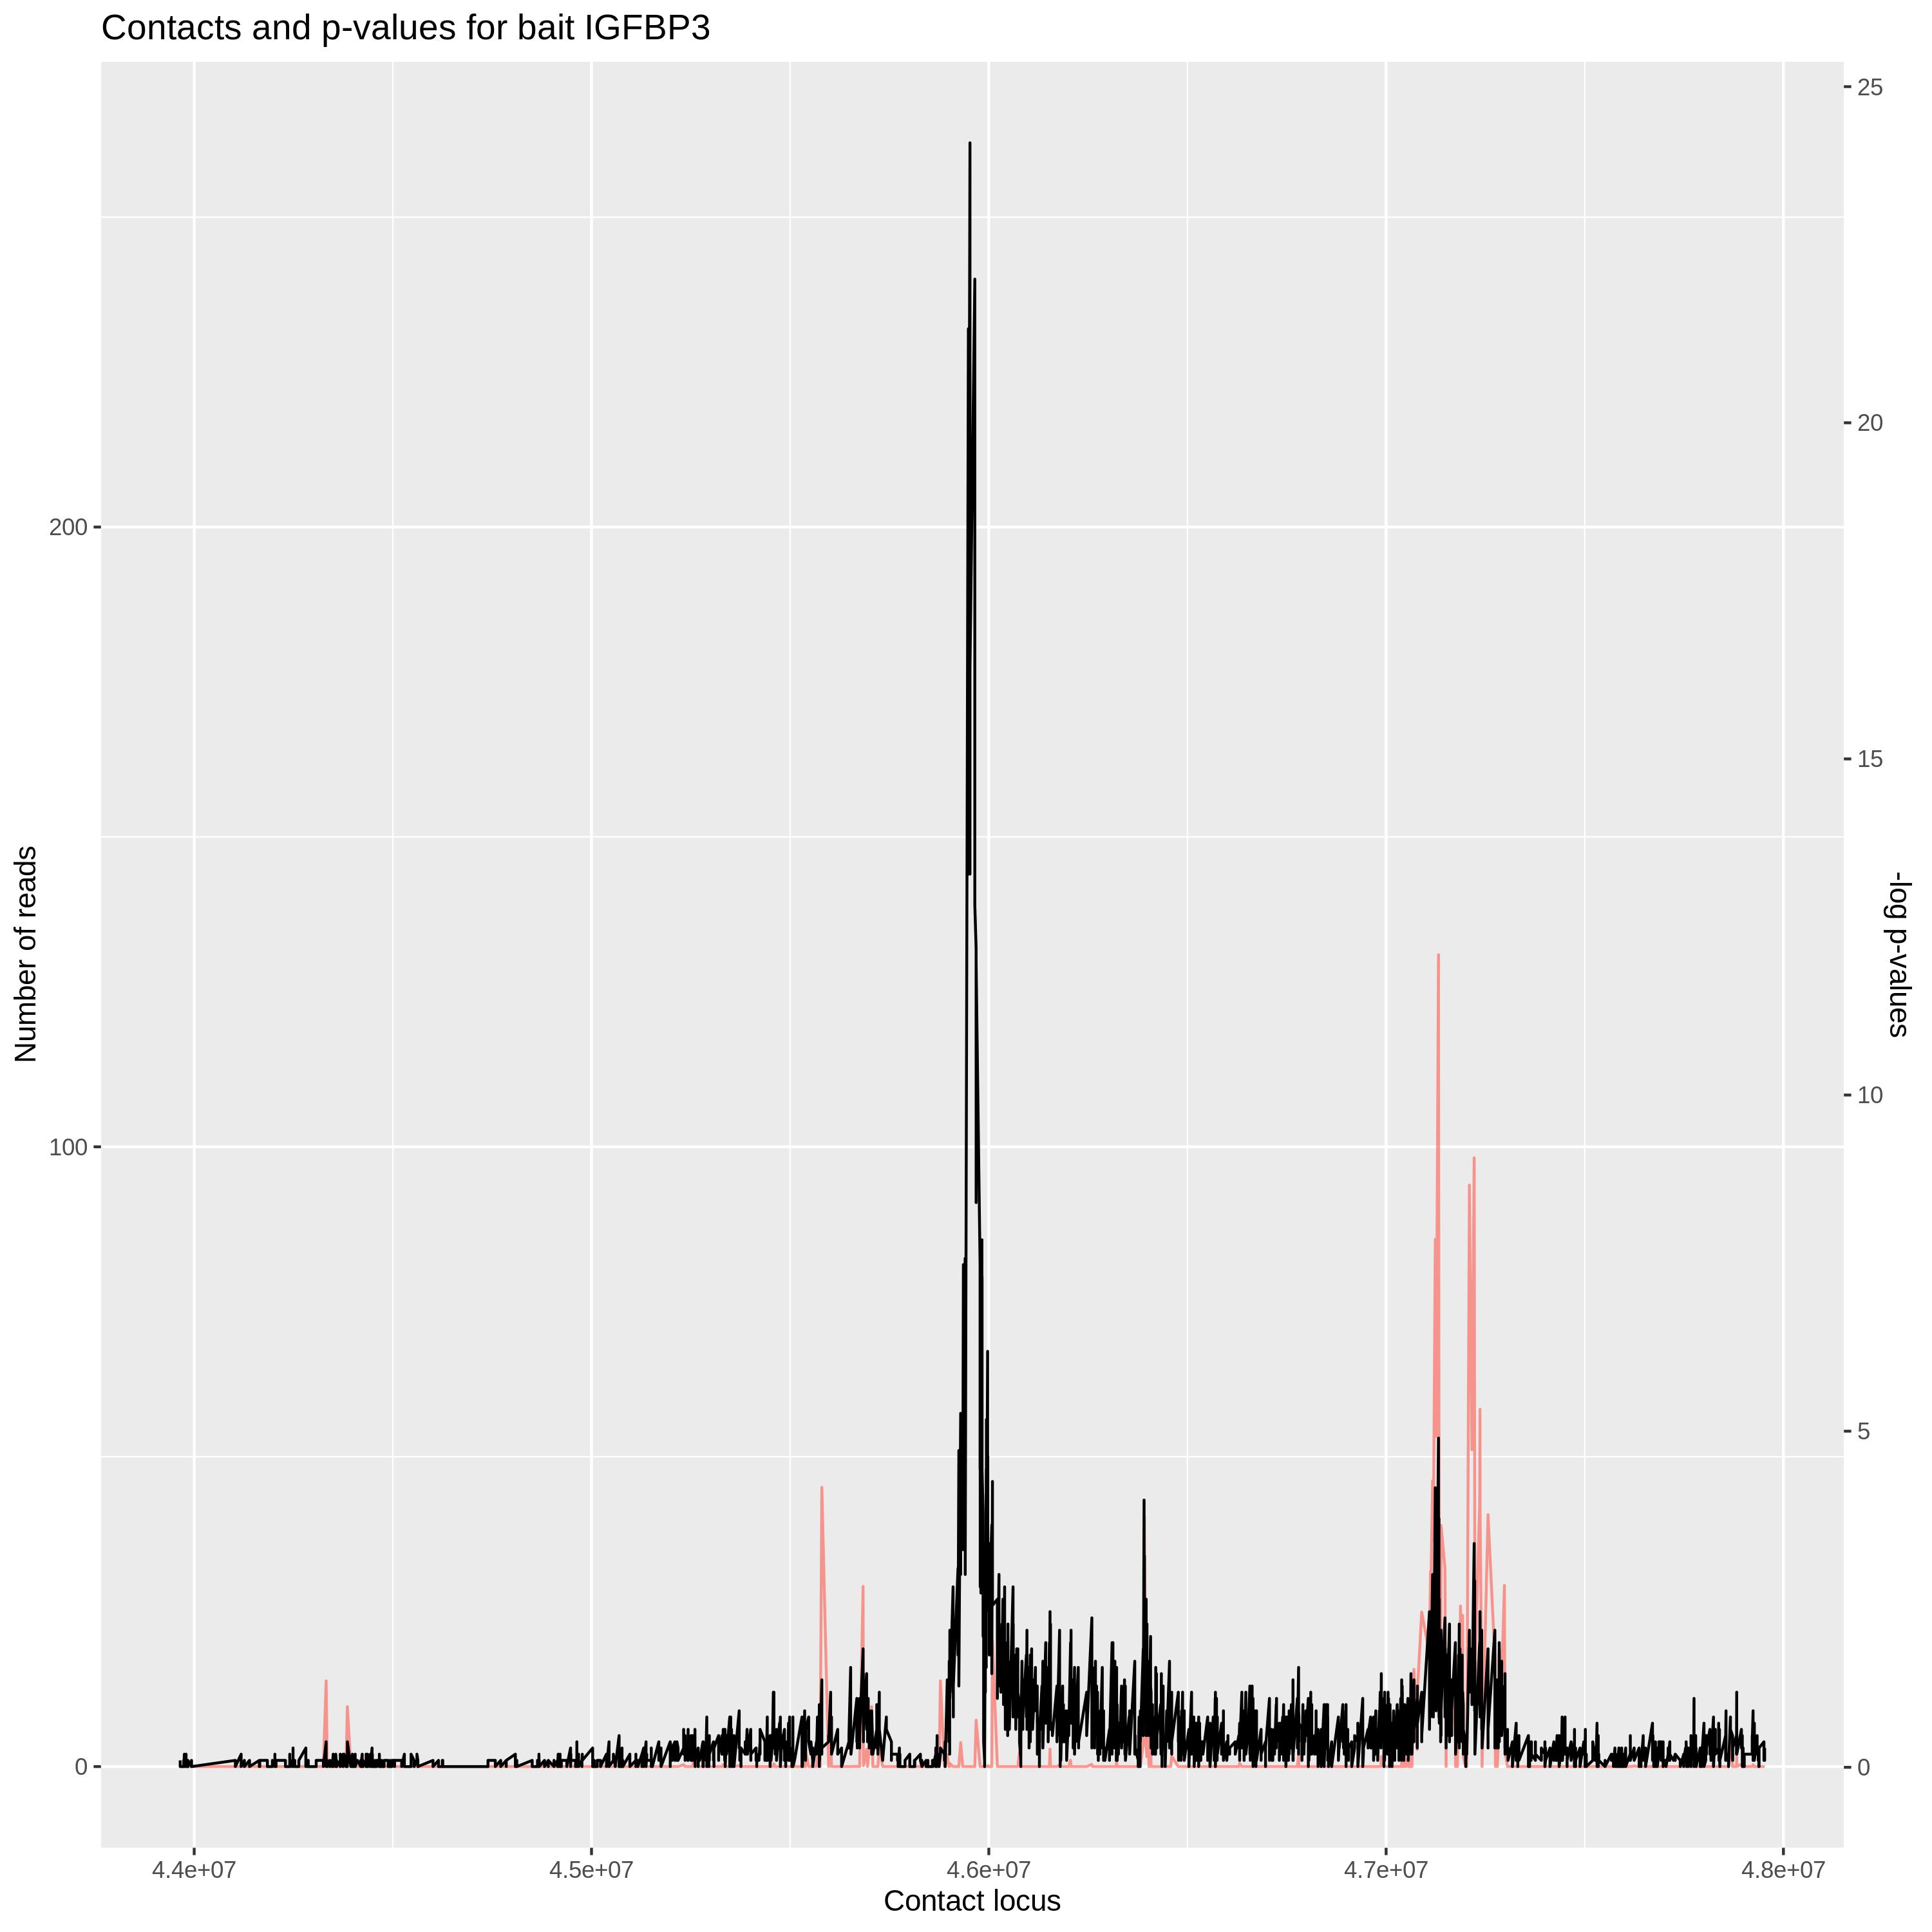 Contacts and p-values for bait IGFBP3
25
20
200
15
Number of reads
-log p-values
10
100
5
0
0
4.4e+07
4.5e+07
4.6e+07
4.7e+07
4.8e+07
Contact locus